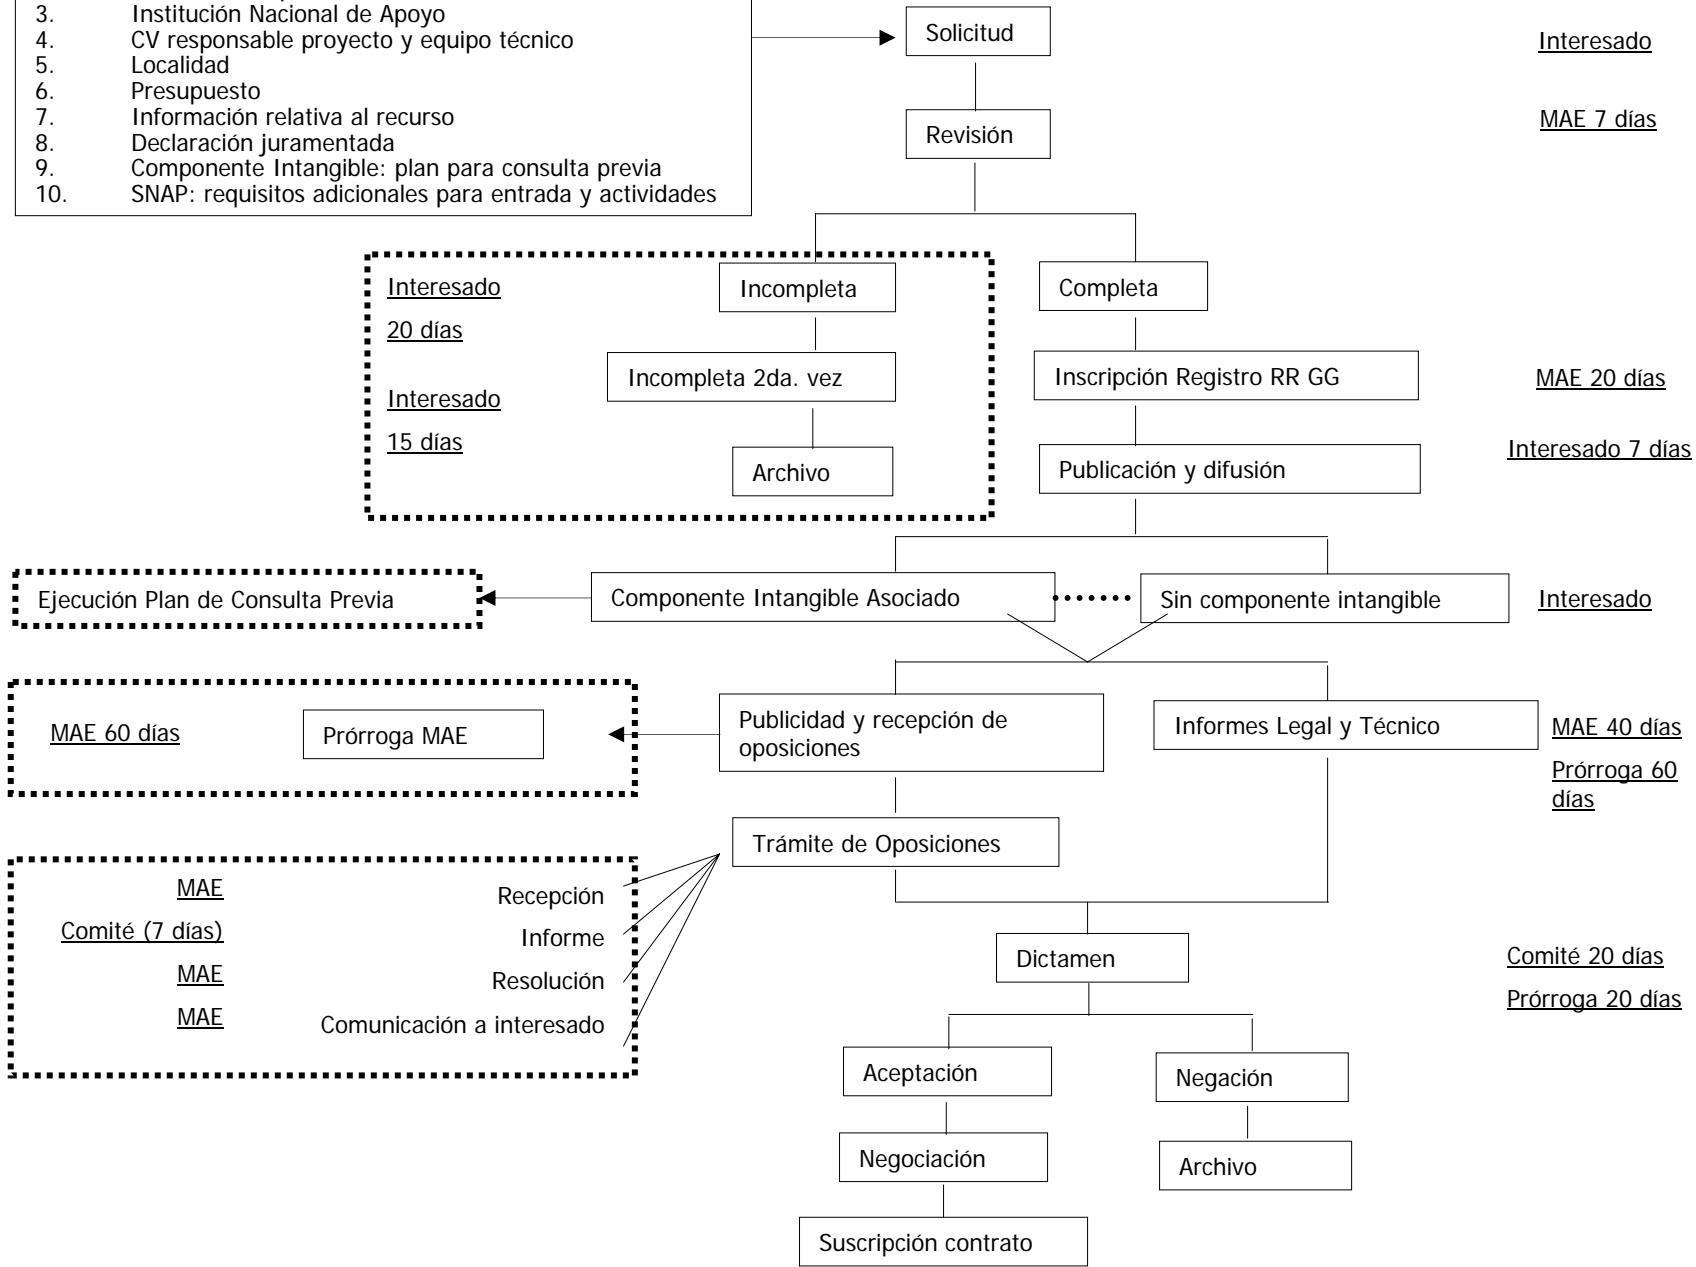 3. Institución Nacional de Apoyo
4. CV responsable proyecto y equipo técnico
5. Localidad
6. Presupuesto
7. Información relativa al recurso
8. Declaración juramentada
9. Componente Intangible: plan para consulta previa
10. SNAP: requisitos adicionales para entrada y actividades
Solicitud
Interesado
Revisión
MAE 7 días
Interesado
20 días
Incompleta
Completa
Interesado
15 días
Incompleta 2da. vez
Inscripción Registro RR GG
MAE 20 días
Archivo
Publicación y difusión
Interesado 7 días
Ejecución Plan de Consulta Previa
Componente Intangible Asociado
Sin componente intangible
Interesado
MAE 60 días
Prórroga MAE
Publicidad y recepción de
oposiciones
Informes Legal y Técnico
MAE 40 días
Prórroga 60
días
Trámite de Oposiciones
MAE
Recepción
Comité (7 días)
Informe
MAE
Resolución
MAE
Comunicación a interesado
Dictamen
Comité 20 días
Prórroga 20 días
Aceptación
Negación
Negociación
Archivo
Suscripción contrato